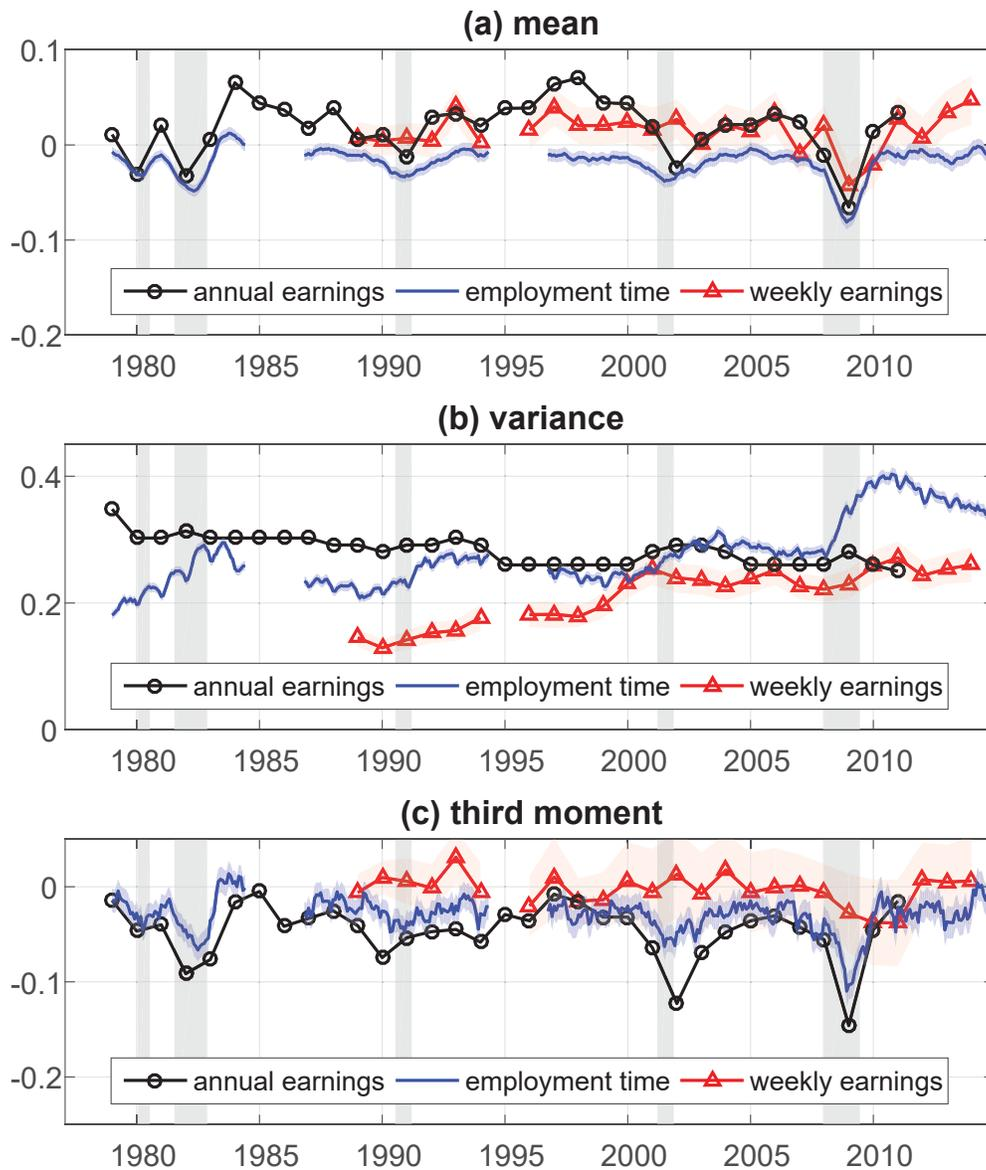 (a) mean
0.1
0
-0.1
-0.2
annual earnings employment time weekly earnings
1980 1985 1990 1995 2000 2005 2010
(b) variance
0.4
0.2
0
annual earnings employment time weekly earnings
1980 1985 1990 1995 2000 2005 2010
(c) third moment
0
-0.1
-0.2
annual earnings employment time weekly earnings
1980 1985 1990 1995 2000 2005 2010